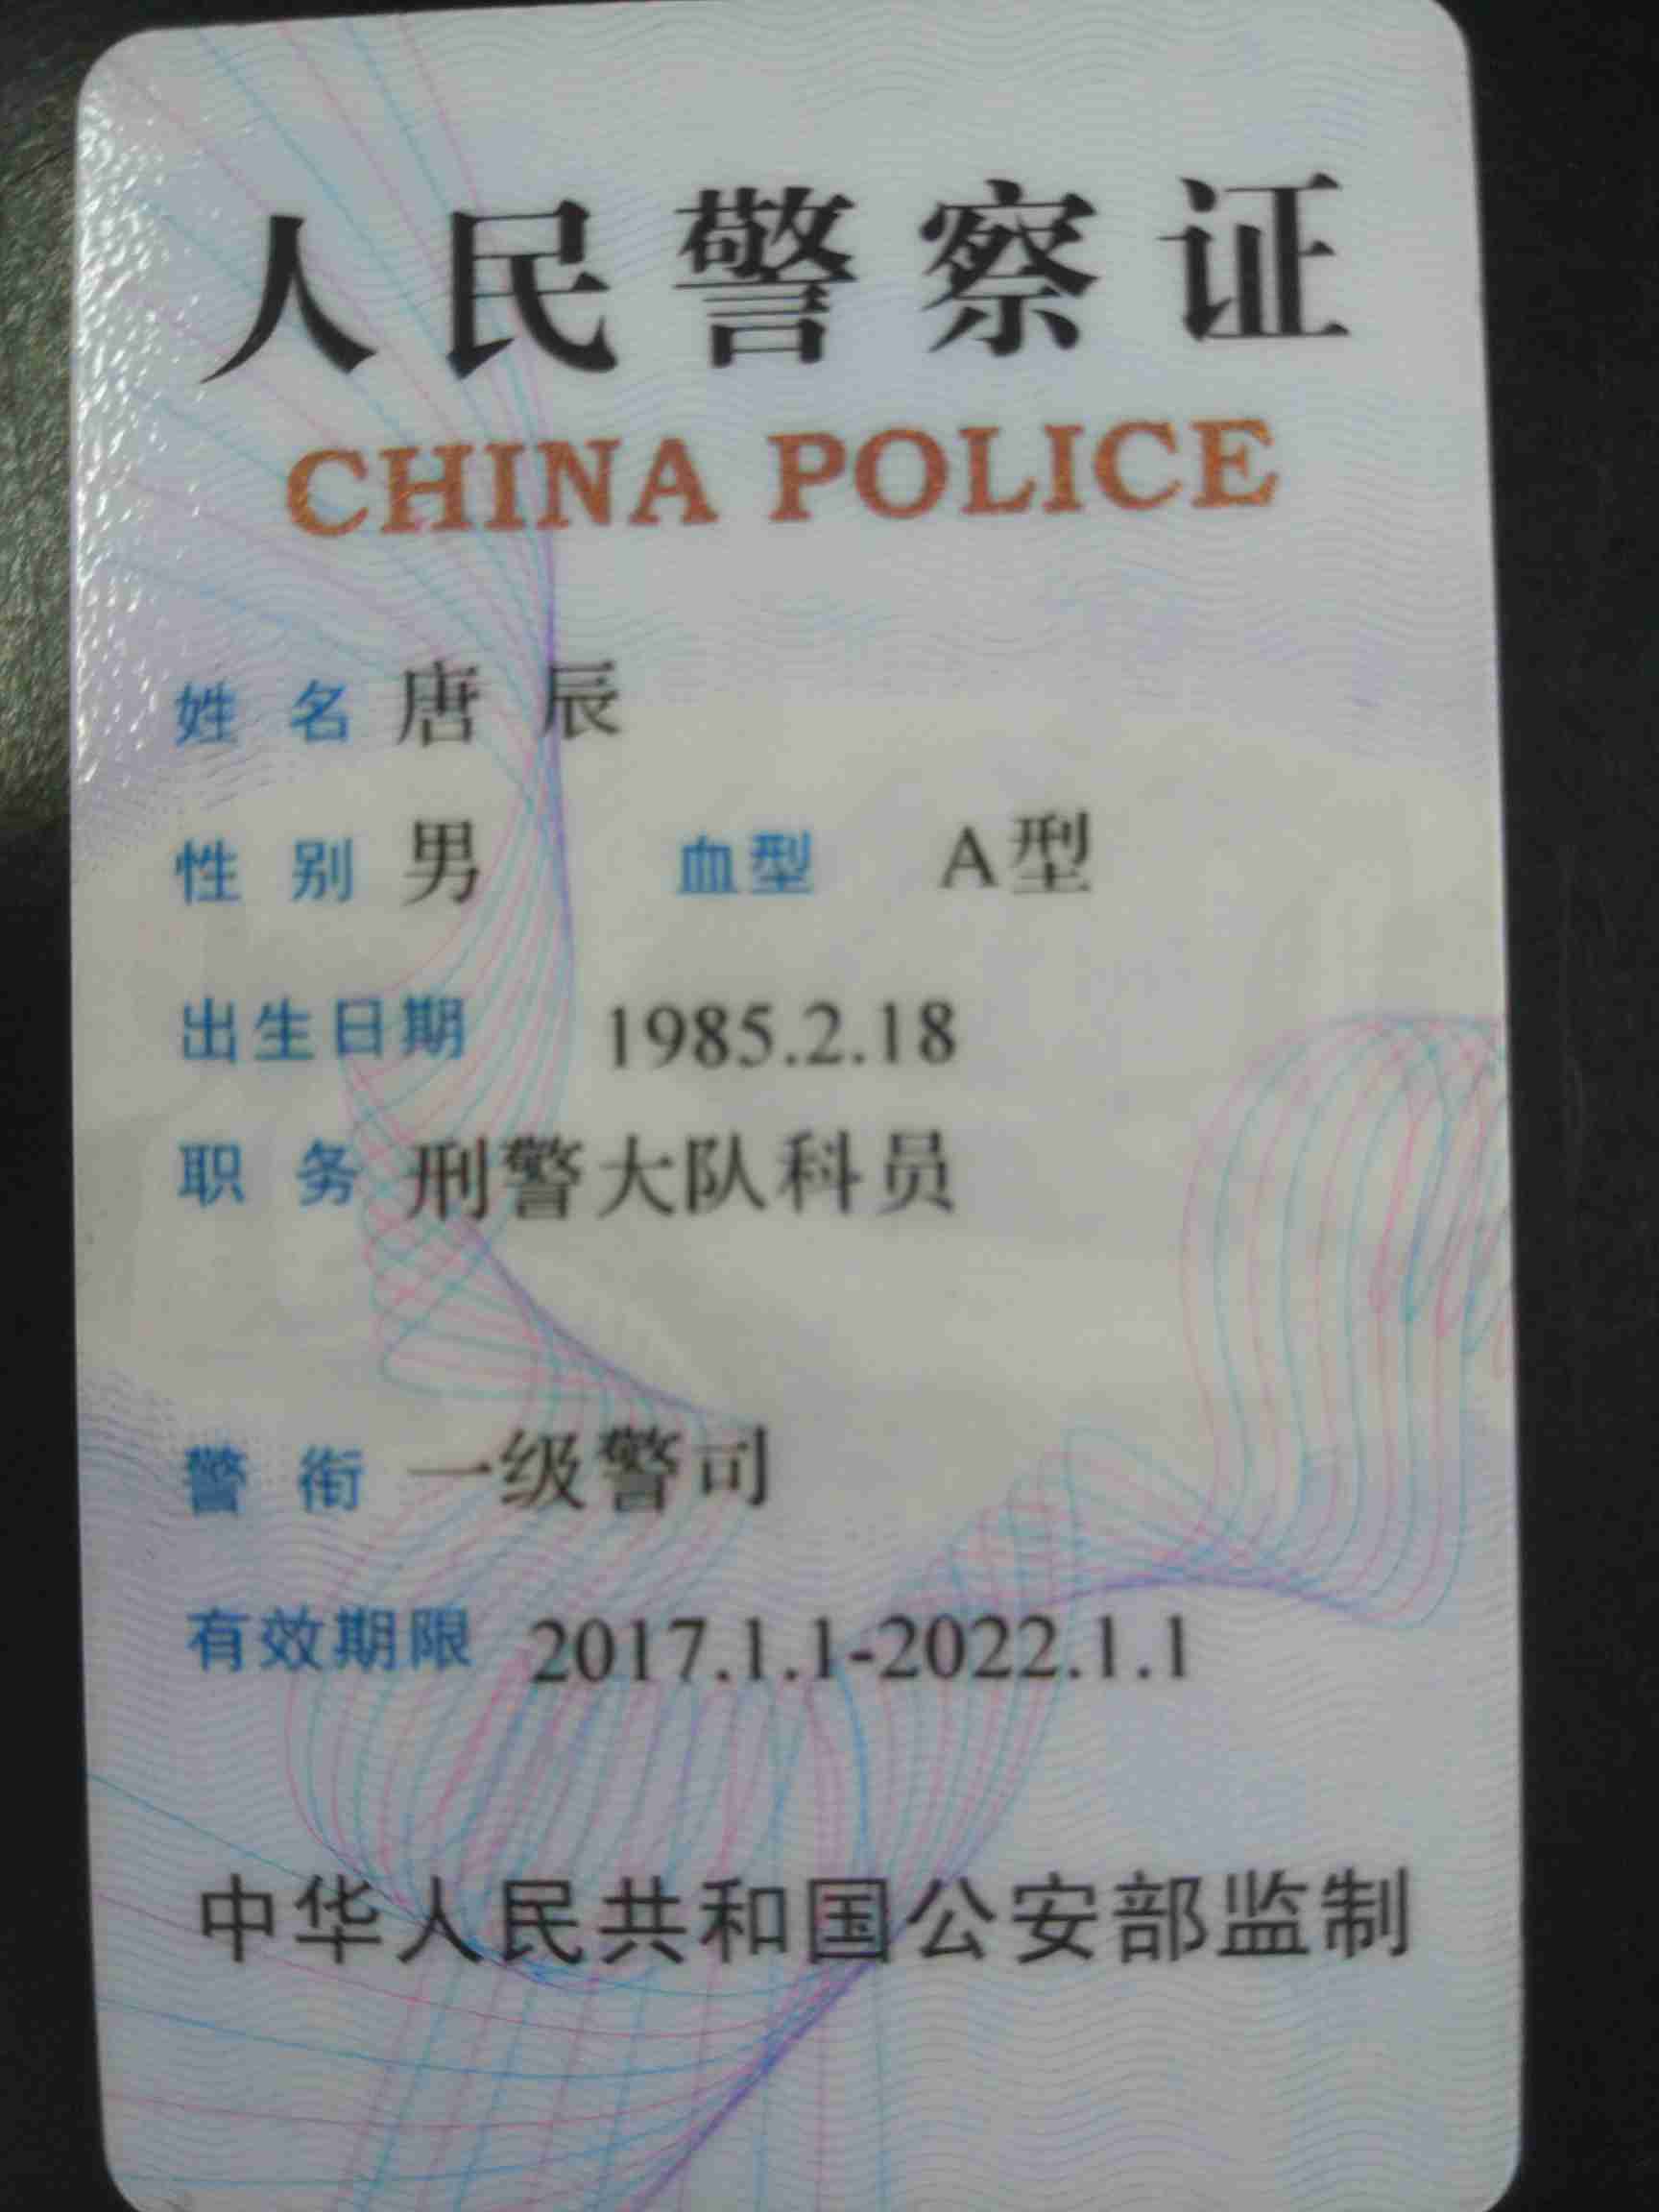 人民警察证
CHINA POLICE
姓名 唐辰
性别 男 血型 A型
出生日期 1985.2.18
职务 刑警大队科员
警衔 一级警司
有效期限 2017.1.1-2022.1.1
中华人民共和国公安部监制